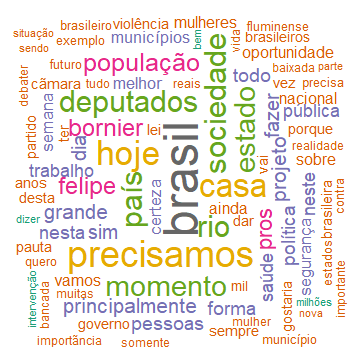 situação
brasileiro
violência
mulheres
bem
vida
fluminense
brasileiros
sendo
exemplo
municípios
oportunidade
futuro
população
sociedade
todo
baixada
parte
debater
câmara
tudo
melhor
reais
estado
vez
precisa
semana
deputados
nacional
partido
ter
dia
bornier
lei
brasil
fazer
pública
porque
hoje
projeto
realidade
trabalho
vai
sobre
anos
felipe
país
casa
neste
contra
desta
certeza
ainda
pros
política
brasileira
dizer
grande
rio
dar
segurança
nesta
sim
pauta
precisamos
saúde
estados
importante
quero
intervenção
bancada
vamos
momento
mil
gostaria
milhões
muitas
principalmente
forma
nova
governo
pessoas
sempre
mulher
importância
somente
município